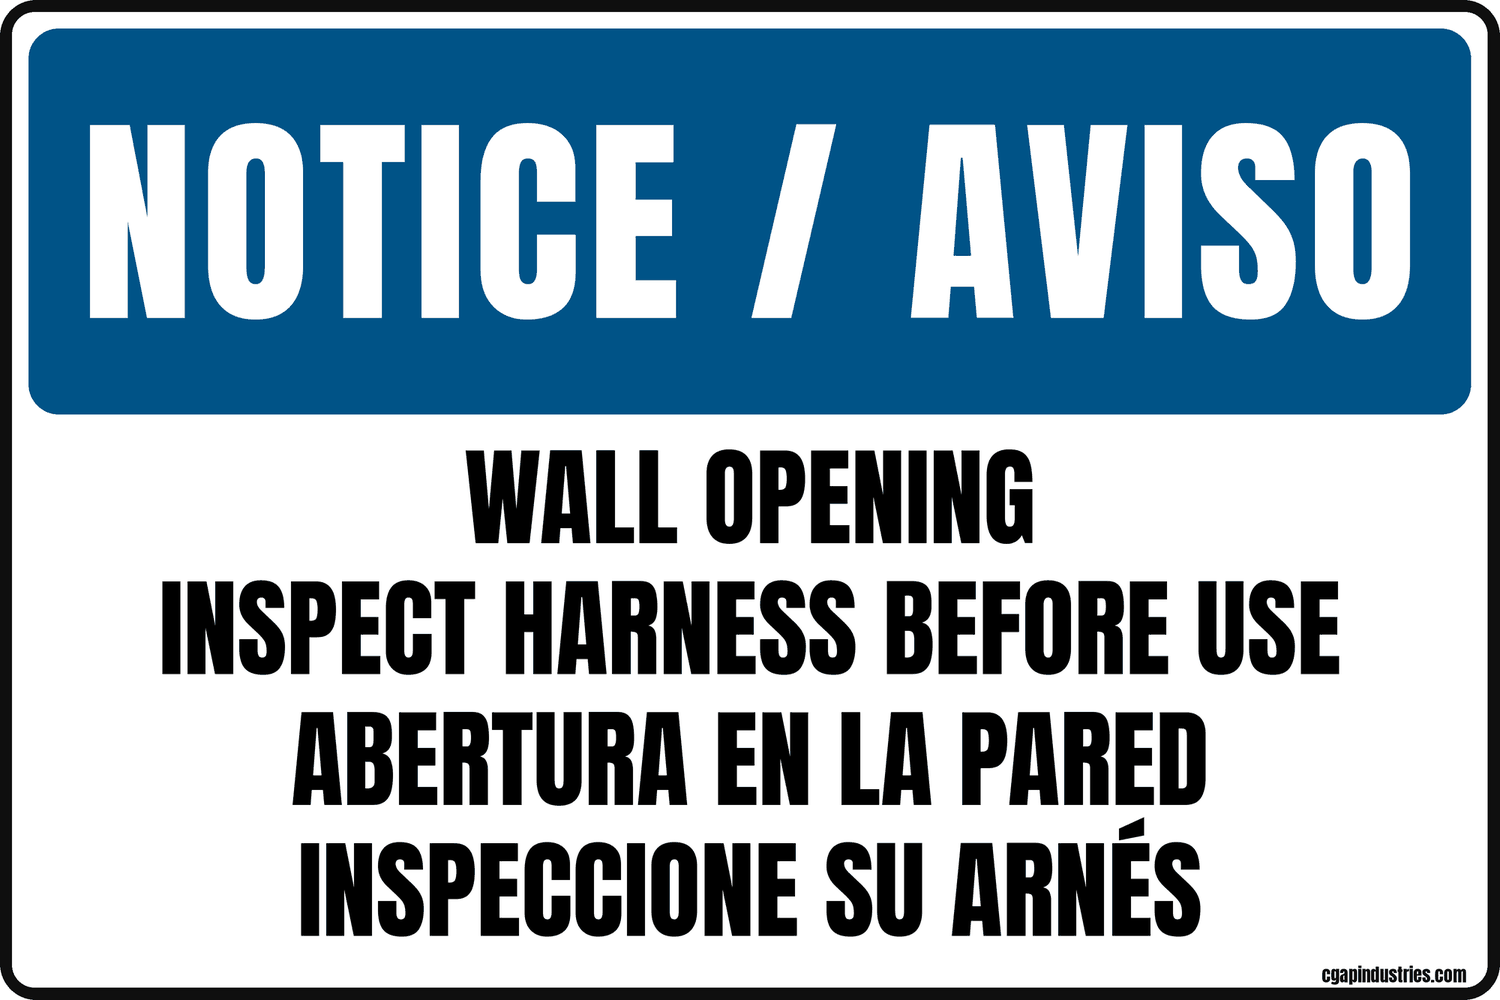 NOTICE / AVISO
WALL OPENING
INSPECT HARNESS BEFORE USE
ABERTURA EN LA PARED
INSPECCIONE SU ARNÉS
cgapindustries.com